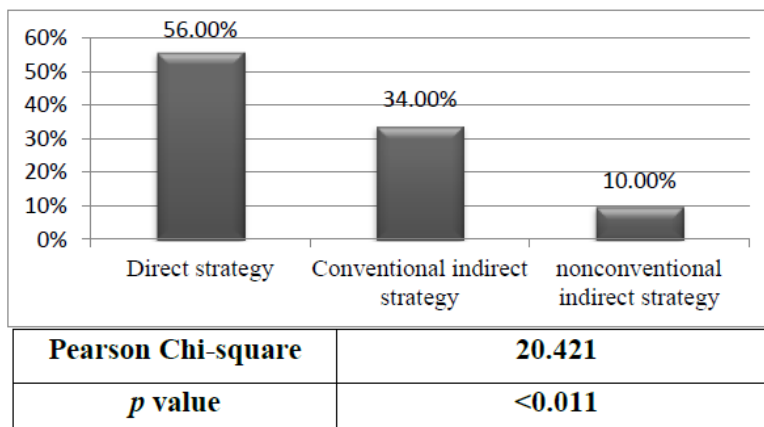 56.00%
60%
50%
40%
30%
20%
10%
0%
34.00%
10.00%
Direct strategy
Conventional indirect
strategy
nonconventional
indirect strategy
Pearson Chi-square 20.421
p value <0.011